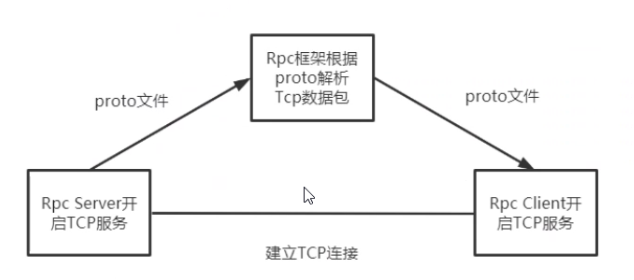 Rpc框架根据
proto解析
Tcp数据包
proto文件
proto文件
Rpc Server开
启TCP服务
Rpc Client开
启TCP服务
建立TCP连接